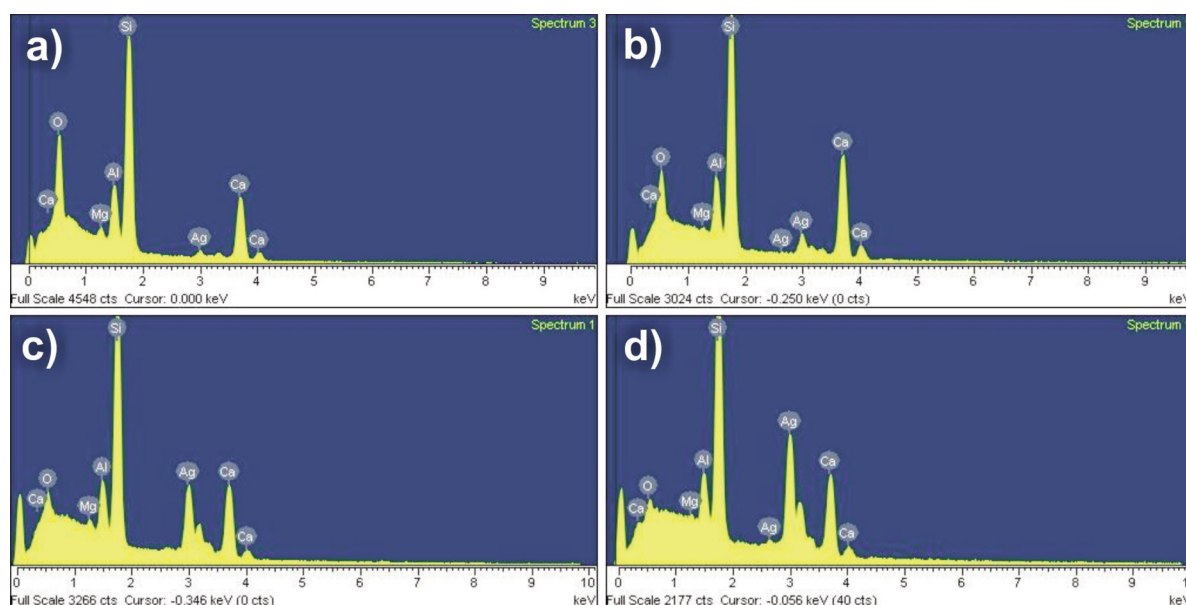 a)
Spectrum 3
Si
O
Al
Ca
Ca
Mg
Ag
Ca
0 1 2 3 4 5 6 7 8 9
Full Scale 4548 cts Cursor: 0.000 keV keV
b)
Spectrum
Si
Ca
O
Al
Ca
Mg
Ag
Ag
Ca
0 1 2 3 4 5 6 7 8 9
Full Scale 3024 cts Cursor: -0.250 keV (0 cts) keV
c)
Spectrum 1
Si
Al
Ag
Ca
O
Ca
Mg
Ca
0 1 2 3 4 5 6 7 8 9 10
Full Scale 3266 cts Cursor: -0.346 keV (0 cts) keV
d)
Spectrum
Si
Ag
Al
Ca
O
Ca
Mg
Ag
Ca
0 1 2 3 4 5 6 7 8 9
Full Scale 2177 cts Cursor: -0.056 keV (40 cts) keV